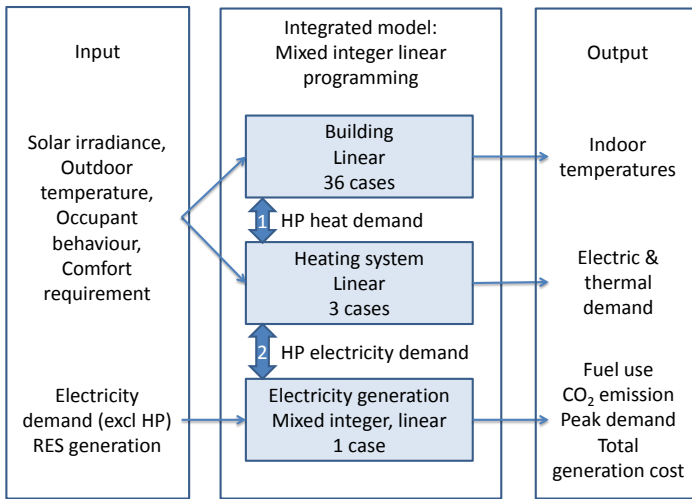 Input
Solar irradiance,
Outdoor
temperature,
Occupant
behaviour,
Comfort
requirement
Electricity
demand (excl HP)
RES generation
Integrated model:
Mixed integer linear
programming
Building
Linear
36 cases
1 HP heat demand
Heating system
Linear
3 cases
2 HP electricity demand
Electricity generation
Mixed integer, linear
1 case
Output
Indoor
temperatures
Electric &
thermal
demand
Fuel use
CO₂ emission
Peak demand
Total
generation cost